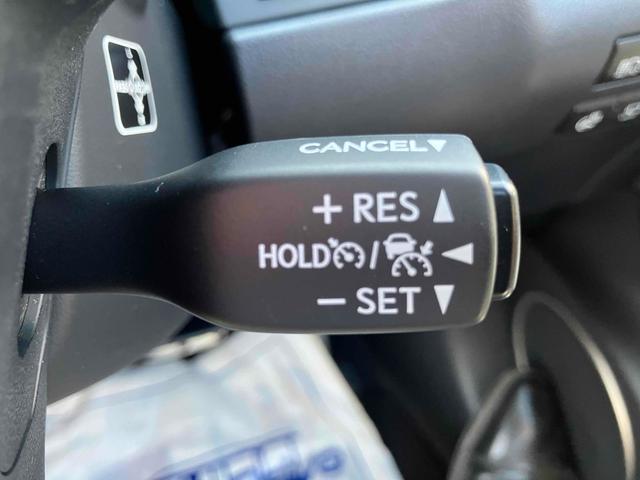 CANCEL
+ RES
HOLD /
- SET